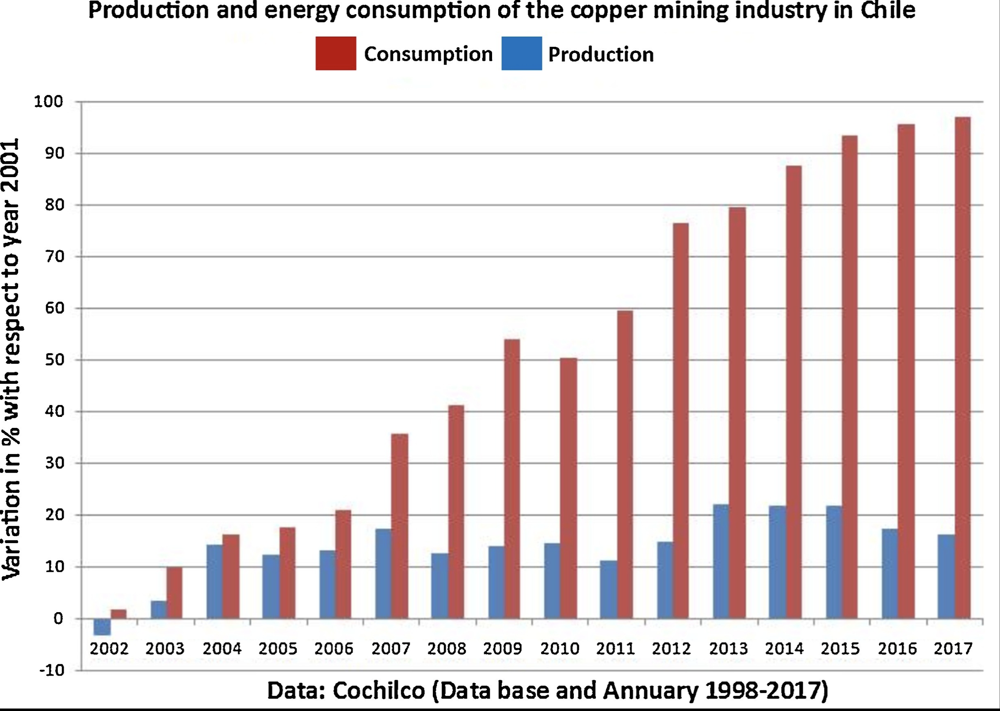 Production and energy consumption of the copper mining industry in Chile
Consumption Production
Variation in % with respect to year 2001
100
90
80
70
60
50
40
30
20
10
0
-10
2002 2003 2004 2005 2006 2007 2008 2009 2010 2011 2012 2013 2014 2015 2016 2017
Data: Cochilco (Data base and Annuary 1998-2017)